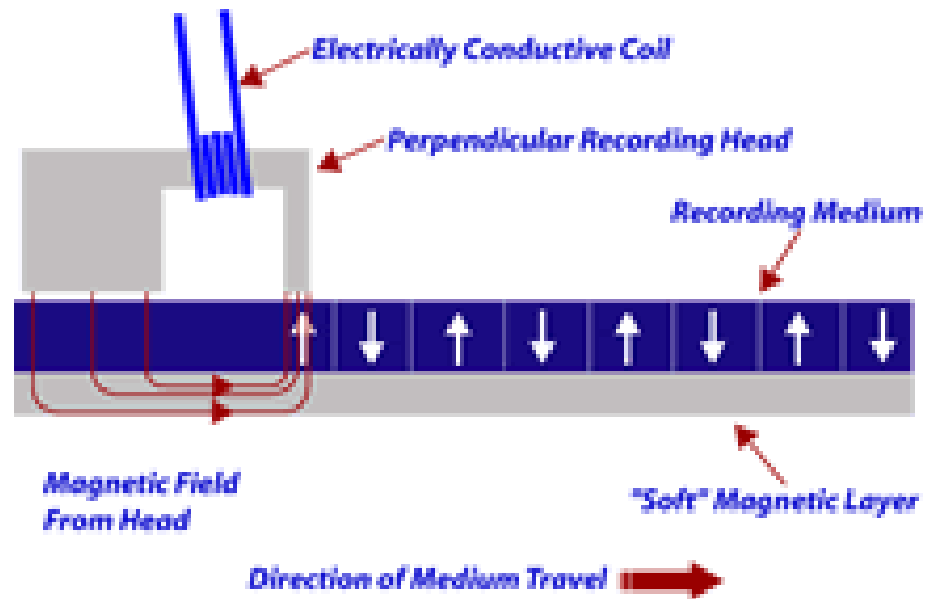 Electrically Conductive Coil
Perpendicular Recording Head
Recording Medium
Magnetic Field
From Head
"Soft" Magnetic Layer
Direction of Medium Travel